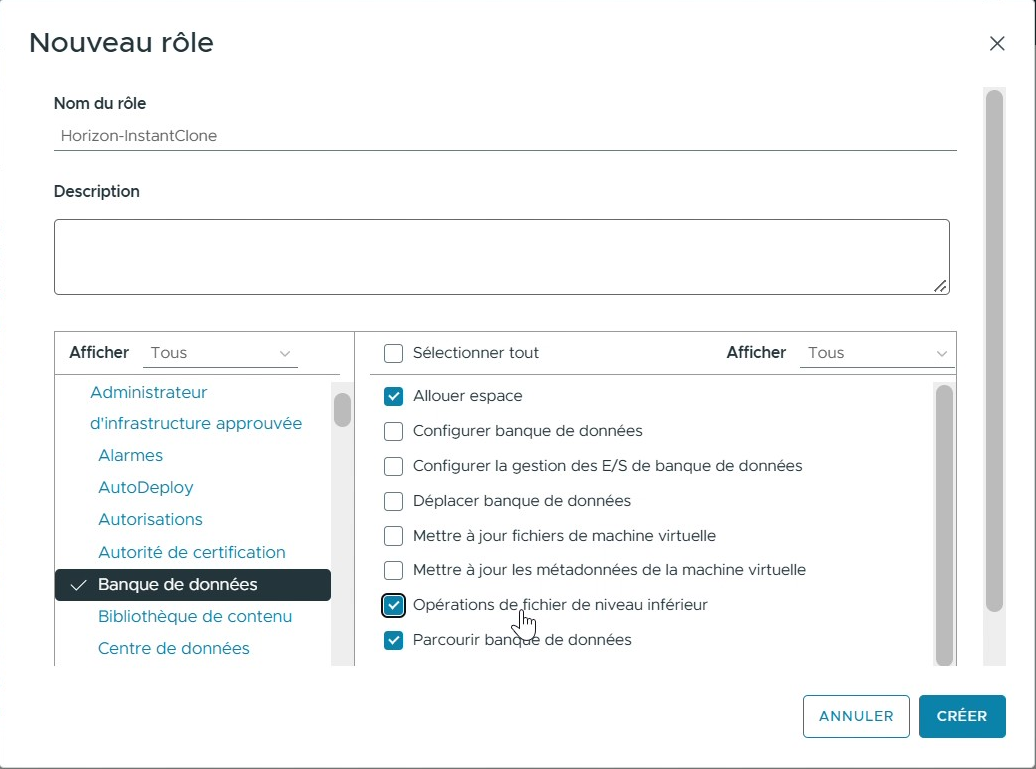 Nouveau rôle
Nom du rôle
Horizon-InstantClone
Description
Afficher Tous
Sélectionner tout
Afficher Tous
Administrateur
d'infrastructure approuvée
Alarmes
AutoDeploy
Autorisations
Autorité de certification
Banque de données
Bibliothèque de contenu
Centre de données
Allouer espace
Configurer banque de données
Configurer la gestion des E/S de banque de données
Déplacer banque de données
Mettre à jour fichiers de machine virtuelle
Mettre à jour les métadonnées de la machine virtuelle
Opérations de fichier de niveau inférieur
Parcourir banque de données
ANNULER
CRÉER